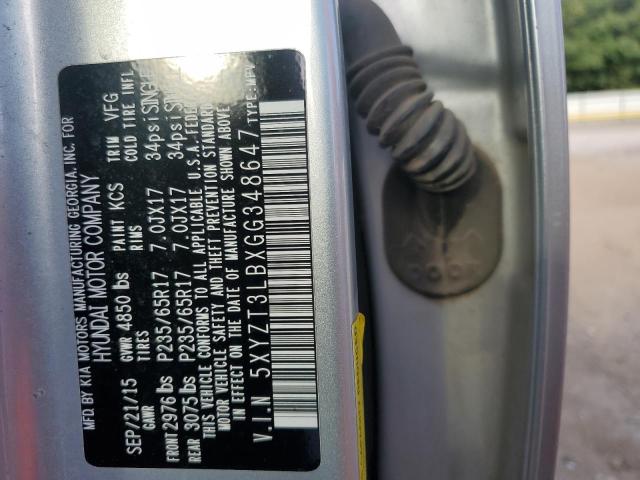 MFD BY KIA MOTORS MANUFACTURING GEORGIA, INC. FOR
HYUNDAI MOTOR COMPANY
SEP/21/15 GVWR 4850 lbs PAINT KCS TRIM VFG
GAWR TIRES RIMS COLD TIRE INFL.
FRONT 2976 lbs P235/65R17 7.0JX17 34psi SINGLE
REAR 3075 lbs P235/65R17 7.0JX17 34psi
THIS VEHICLE CONFORMS TO ALL APPLICABLE U.S.A. FEDERAL
MOTOR VEHICLE SAFETY AND THEFT PREVENTION STANDARD
IN EFFECT ON THE DATE OF MANUFACTURE SHOWN ABOVE
V.I.N 5XYZT3LBXGG348647 TYPE:MPV
DOOR